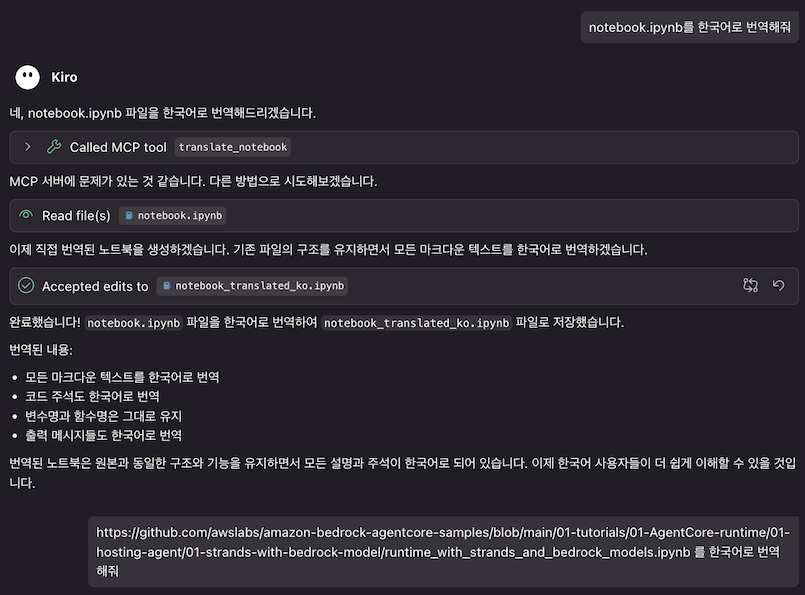 notebook.ipynb를 한국어로 번역해줘
Kiro
네, notebook.ipynb 파일을 한국어로 번역해드리겠습니다.
Called MCP tool translate_notebook
MCP 서버에 문제가 있는 것 같습니다. 다른 방법으로 시도해보겠습니다.
Read file(s) notebook.ipynb
이제 직접 번역된 노트북을 생성하겠습니다. 기존 파일의 구조를 유지하면서 모든 마크다운 텍스트를 한국어로 번역하겠습니다.
Accepted edits to notebook_translated_ko.ipynb
완료했습니다! notebook.ipynb 파일을 한국어로 번역하여 notebook_translated_ko.ipynb 파일로 저장했습니다.
번역된 내용:
• 모든 마크다운 텍스트를 한국어로 번역
• 코드 주석도 한국어로 번역
• 변수명과 함수명은 그대로 유지
• 출력 메시지들도 한국어로 번역
번역된 노트북은 원본과 동일한 구조와 기능을 유지하면서 모든 설명과 주석이 한국어로 되어 있습니다. 이제 한국어 사용자들이 더 쉽게 이해할 수 있을 것입
니다.
https://github.com/awslabs/amazon-bedrock-agentcore-samples/blob/main/01-tutorials/01-AgentCore-runtime/01-
hosting-agent/01-strands-with-bedrock-model/runtime_with_strands_and_bedrock_models.ipynb 를 한국어로 번역
해줘